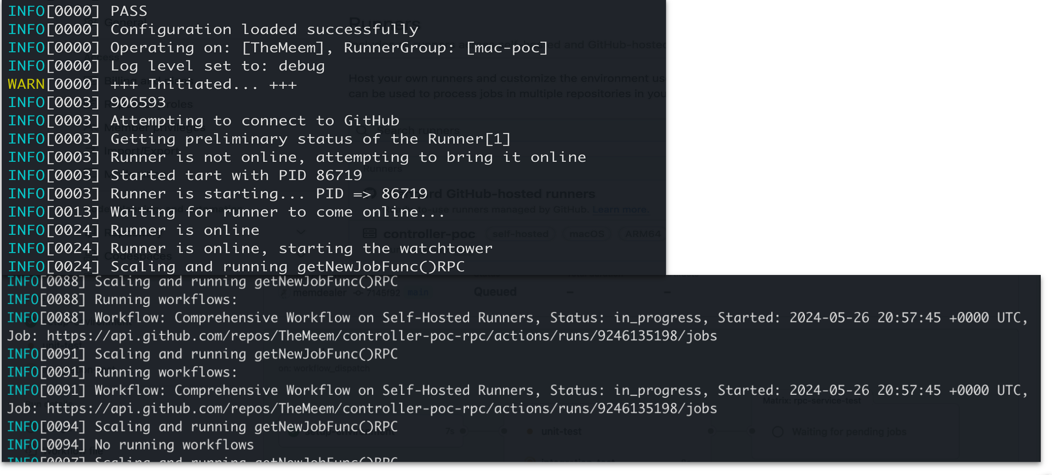 INFO[0000] PASS
INFO[0000] Configuration loaded successfully
INFO[0000] Operating on: [TheMeem], RunnerGroup: [mac-poc]
INFO[0000] Log level set to: debug
WARN[0000] +++ Initiated... +++
INFO[0003] 906593
INFO[0003] Attempting to connect to GitHub
INFO[0003] Getting preliminary status of the Runner[1]
INFO[0003] Runner is not online, attempting to bring it online
INFO[0003] Started tart with PID 86719
INFO[0003] Runner is starting... PID => 86719
INFO[0013] Waiting for runner to come online...
INFO[0024] Runner is online
INFO[0024] Runner is online, starting the watchtower
INFO[0024] Scaling and running getNewJobFunc()RPC
INFO[0088] Scaling and running getNewJobFunc()RPC
INFO[0088] Running workflows:
INFO[0088] Workflow: Comprehensive Workflow on Self-Hosted Runners, Status: in_progress, Started: 2024-05-26 20:57:45 +0000 UTC,
Job: https://api.github.com/repos/TheMeem/controller-poc-rpc/actions/runs/9246135198/jobs
INFO[0091] Scaling and running getNewJobFunc()RPC
INFO[0091] Running workflows:
INFO[0091] Workflow: Comprehensive Workflow on Self-Hosted Runners, Status: in_progress, Started: 2024-05-26 20:57:45 +0000 UTC,
Job: https://api.github.com/repos/TheMeem/controller-poc-rpc/actions/runs/9246135198/jobs
INFO[0094] Scaling and running getNewJobFunc()RPC
INFO[0094] No running workflows
INFO[0097] Scaling and running getNewJobFunc()RPC